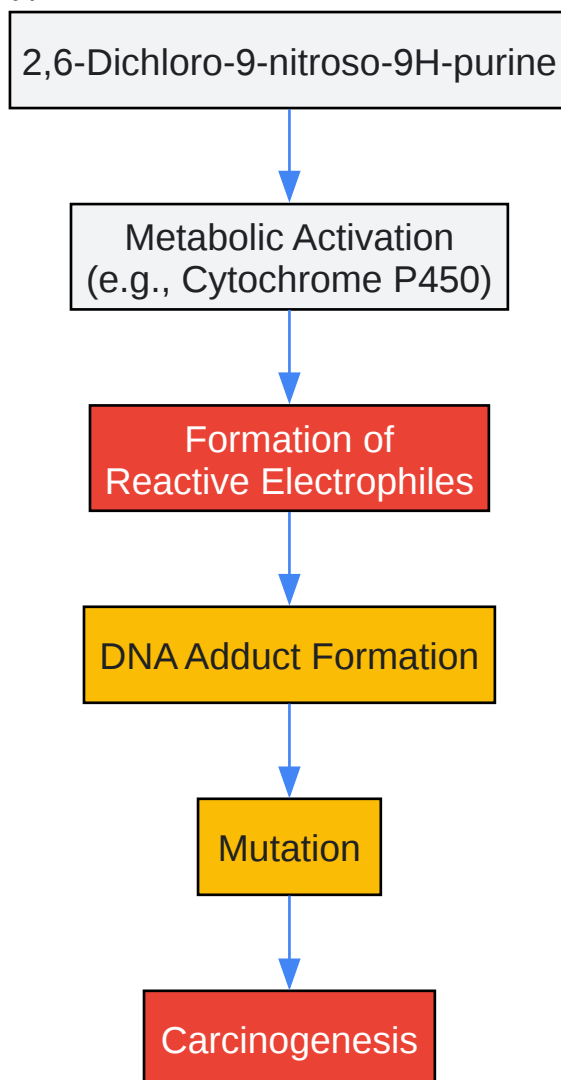 2,6-Dichloro-9-nitroso-9H-purine
Metabolic Activation
(e.g., Cytochrome P450)
Formation of
Reactive Electrophiles
DNA Adduct Formation
Mutation
Carcinogenesis